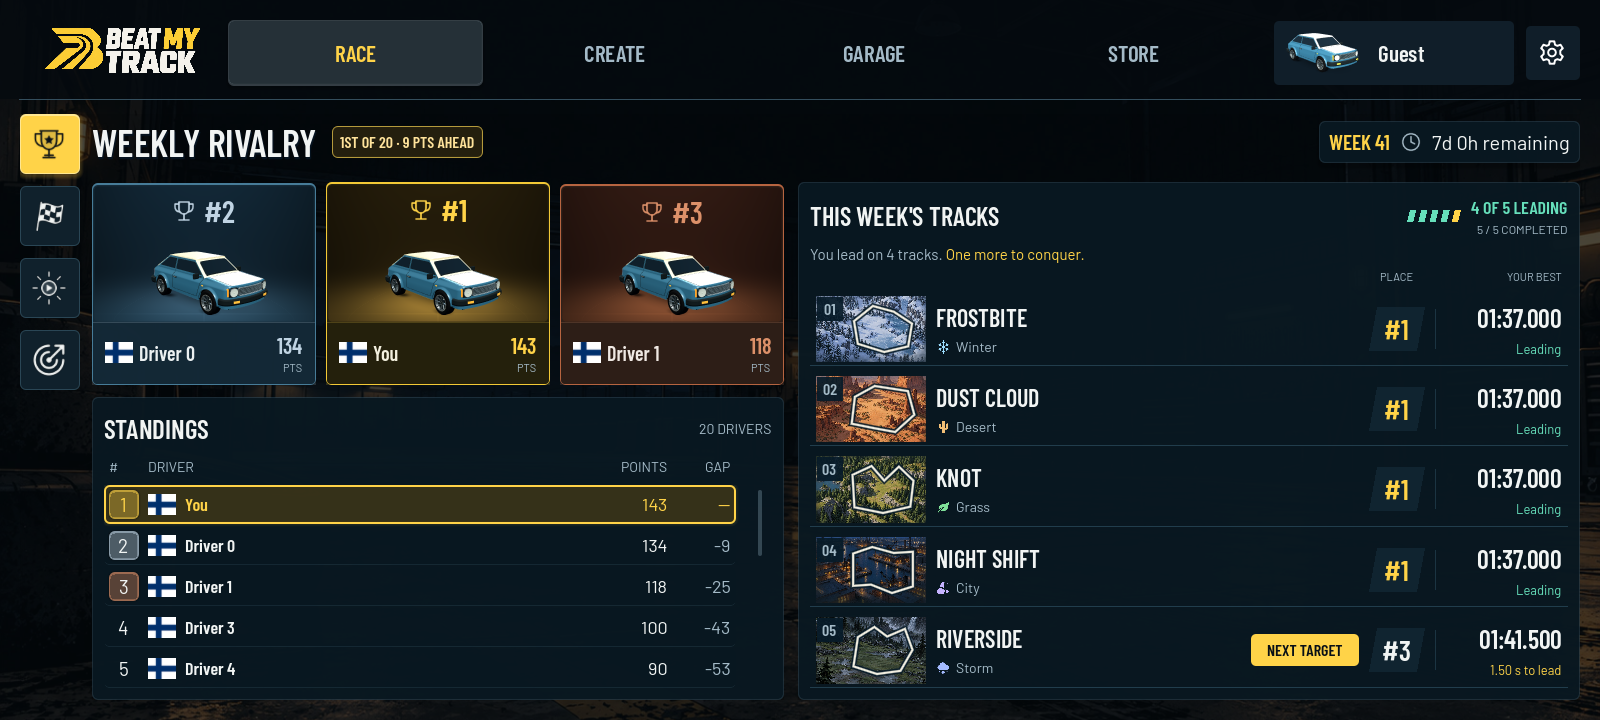 BEAT MY TRACK
RACE
CREATE
GARAGE
STORE
Guest
WEEKLY RIVALRY
1ST OF 20 · 9 PTS AHEAD
WEEK 41 7d 0h remaining
#2
Driver 0
134
PTS
#1
You
143
PTS
#3
Driver 1
118
PTS
STANDINGS
20 DRIVERS
# DRIVER POINTS GAP
1 You 143 –
2 Driver 0 134 -9
3 Driver 1 118 -25
4 Driver 3 100 -43
5 Driver 4 90 -53
THIS WEEK'S TRACKS
4 OF 5 LEADING
5 / 5 COMPLETED
You lead on 4 tracks. One more to conquer.
PLACE YOUR BEST
01 FROSTBITE #1 01:37.000
Winter Leading
02 DUST CLOUD #1 01:37.000
Desert Leading
03 KNOT #1 01:37.000
Grass Leading
04 NIGHT SHIFT #1 01:37.000
City Leading
05 RIVERSIDE NEXT TARGET #3 01:41.500
Storm 1.50 s to lead